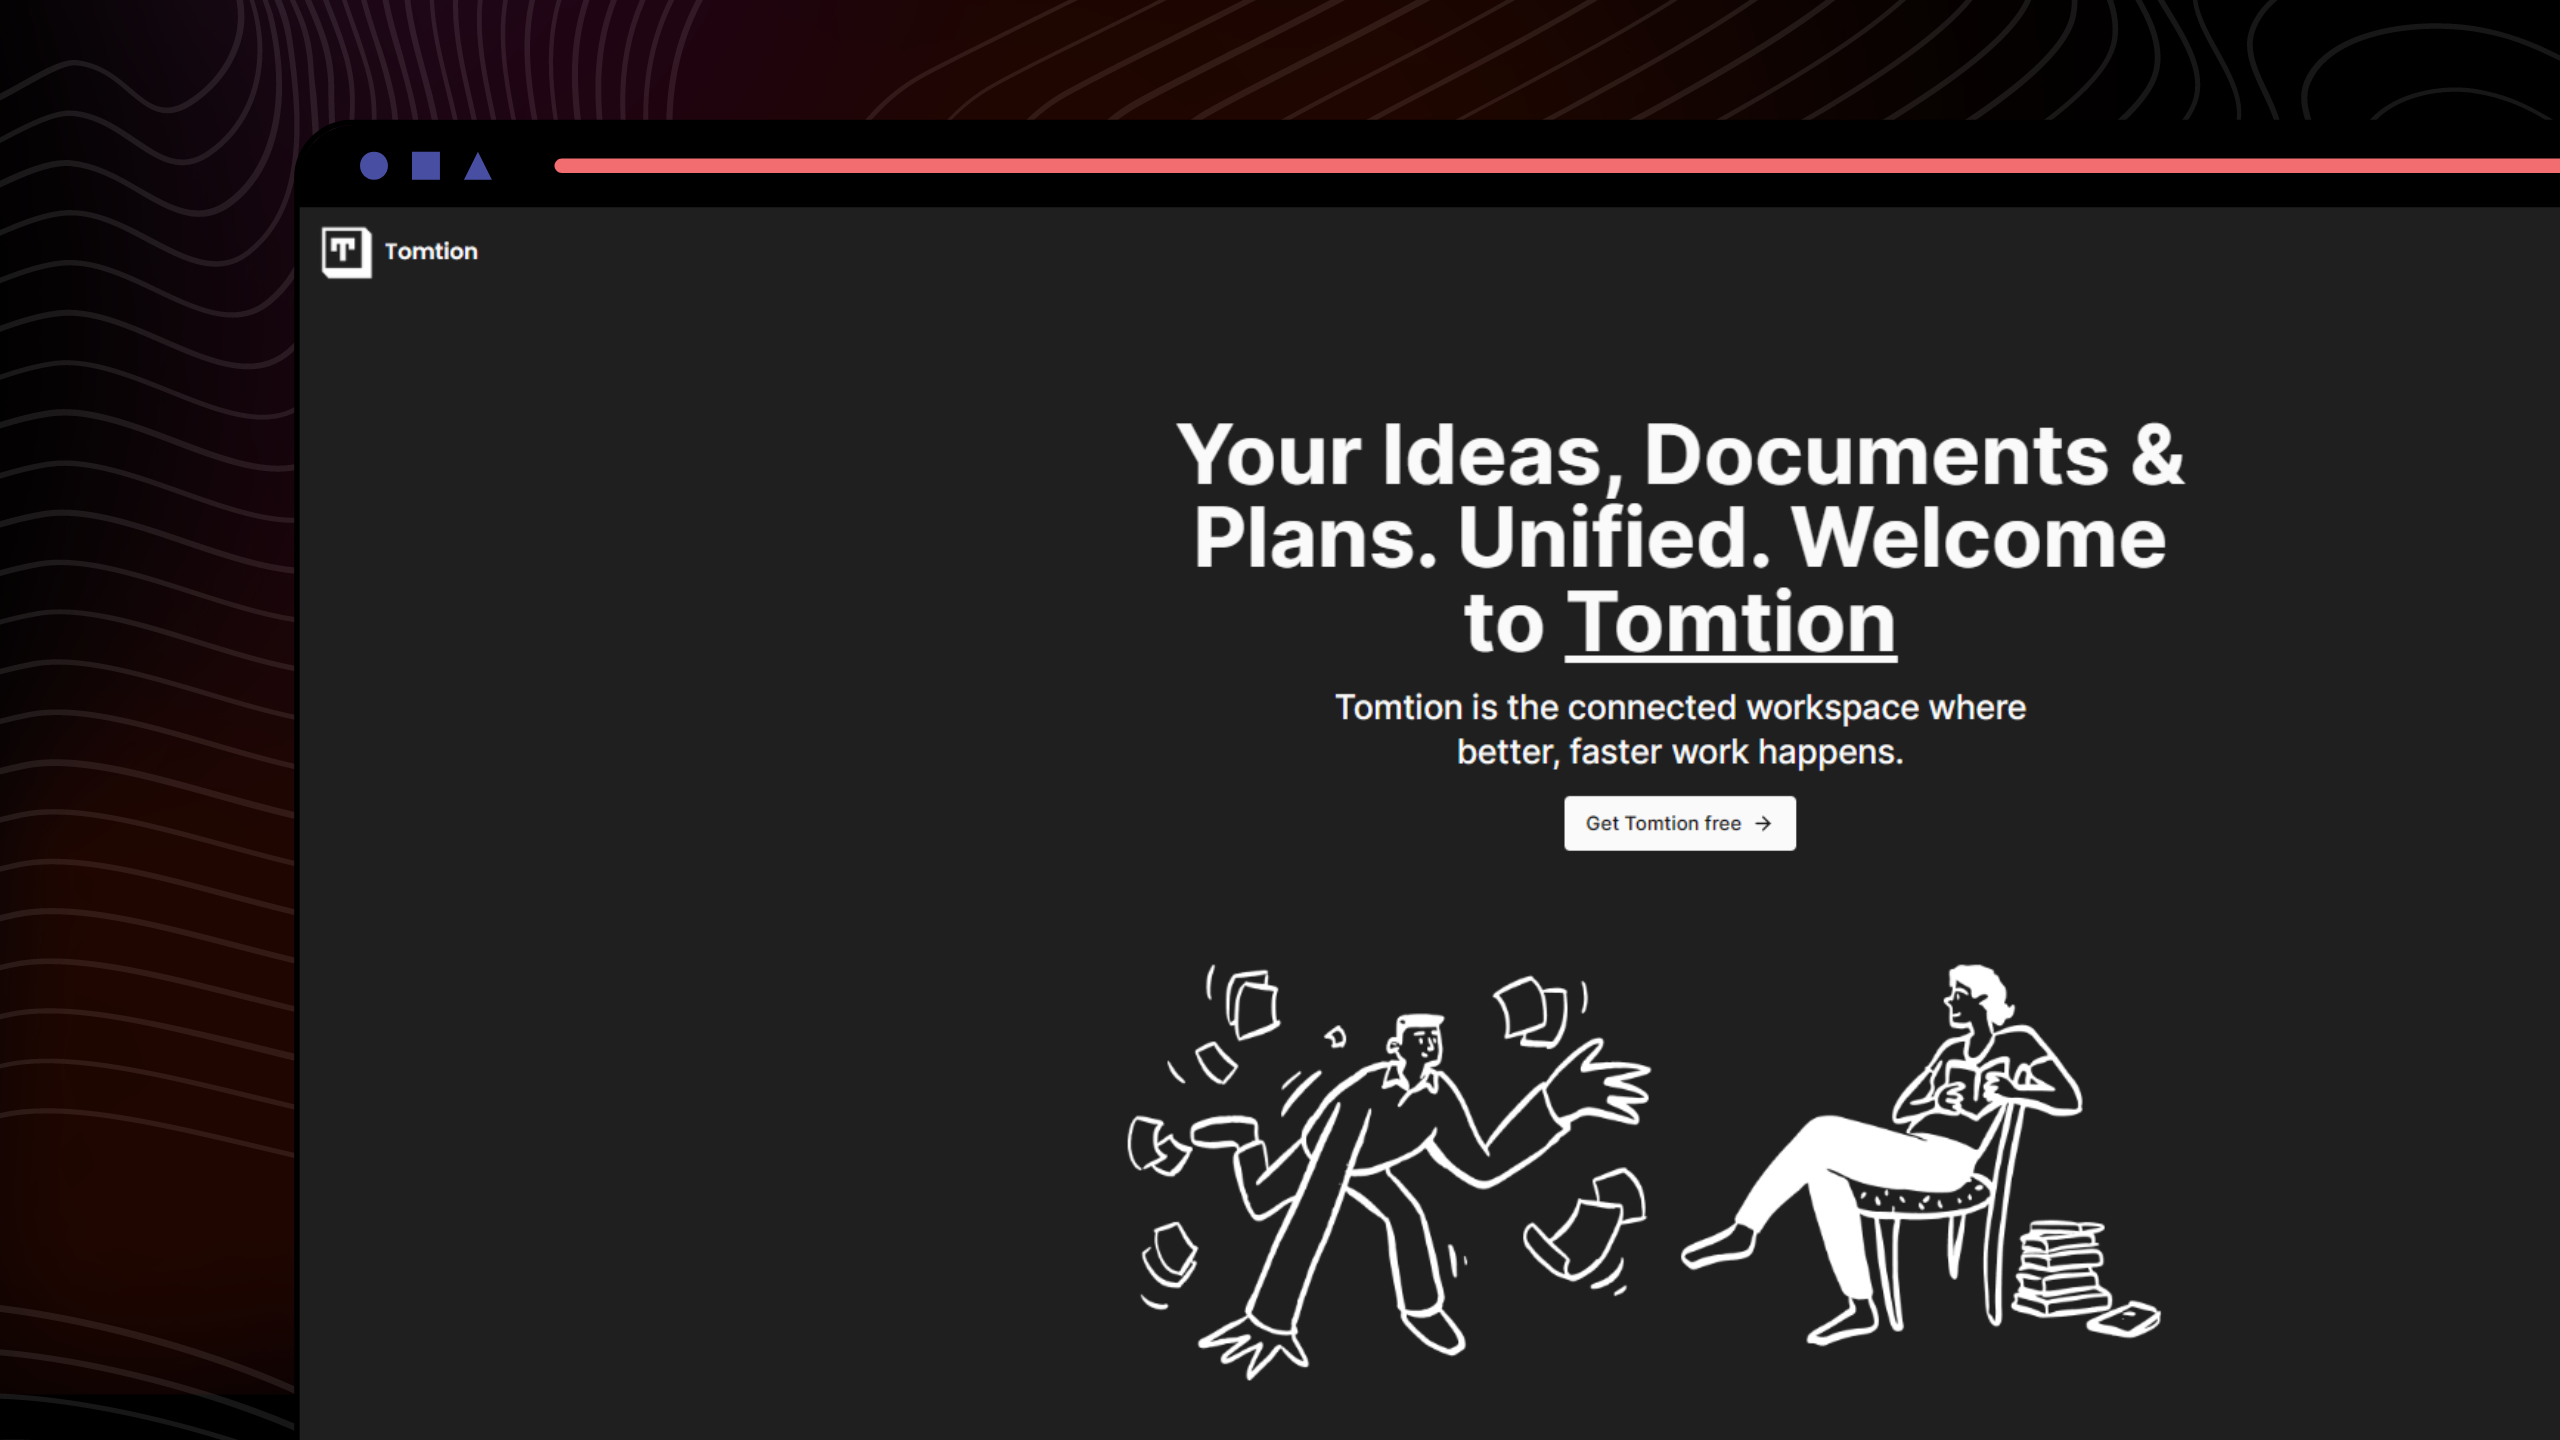 T Tomtion
Your Ideas, Documents &
Plans. Unified. Welcome
to Tomtion
Tomtion is the connected workspace where
better, faster work happens.
Get Tomtion free →